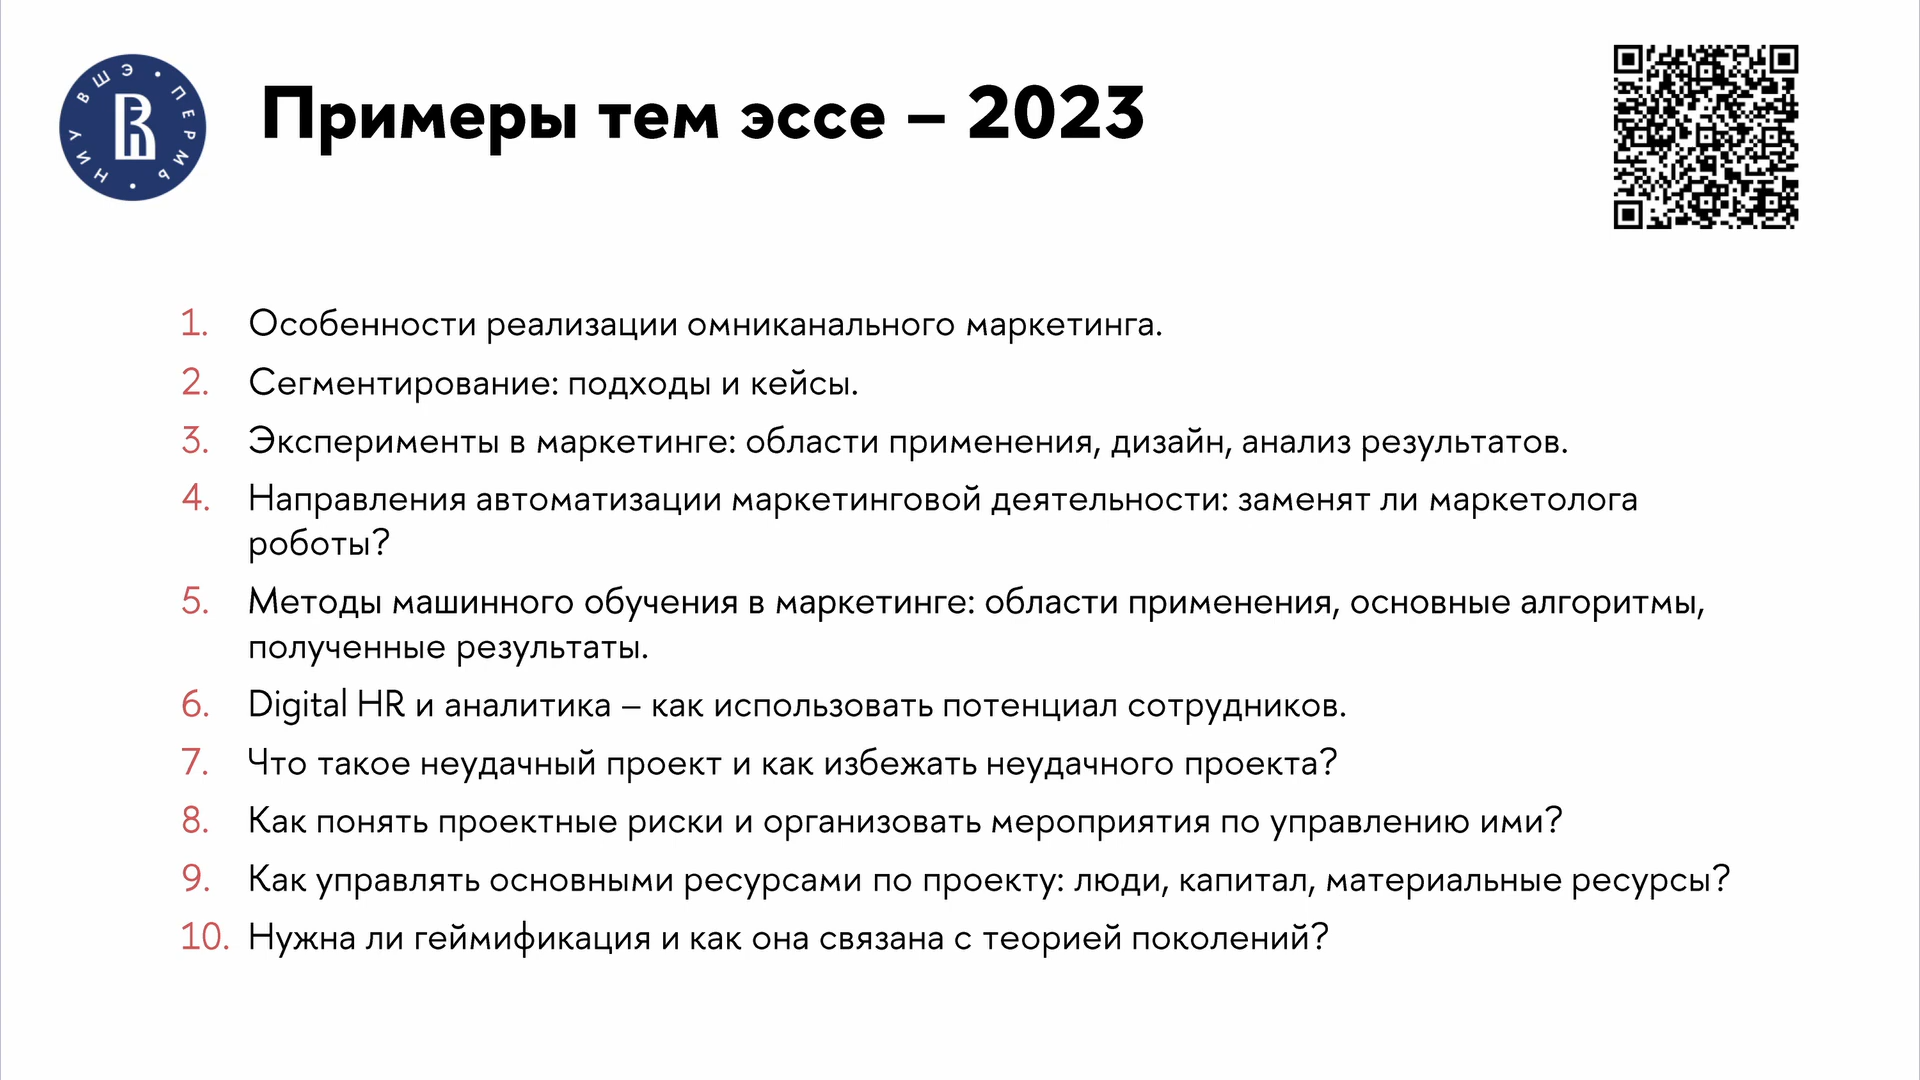 НИУ ВШЭ • ПЕРМЬ •
Примеры тем эссе – 2023
1. Особенности реализации омниканального маркетинга.
2. Сегментирование: подходы и кейсы.
3. Эксперименты в маркетинге: области применения, дизайн, анализ результатов.
4. Направления автоматизации маркетинговой деятельности: заменят ли маркетолога
роботы?
5. Методы машинного обучения в маркетинге: области применения, основные алгоритмы,
полученные результаты.
6. Digital HR и аналитика – как использовать потенциал сотрудников.
7. Что такое неудачный проект и как избежать неудачного проекта?
8. Как понять проектные риски и организовать мероприятия по управлению ими?
9. Как управлять основными ресурсами по проекту: люди, капитал, материальные ресурсы?
10. Нужна ли геймификация и как она связана с теорией поколений?